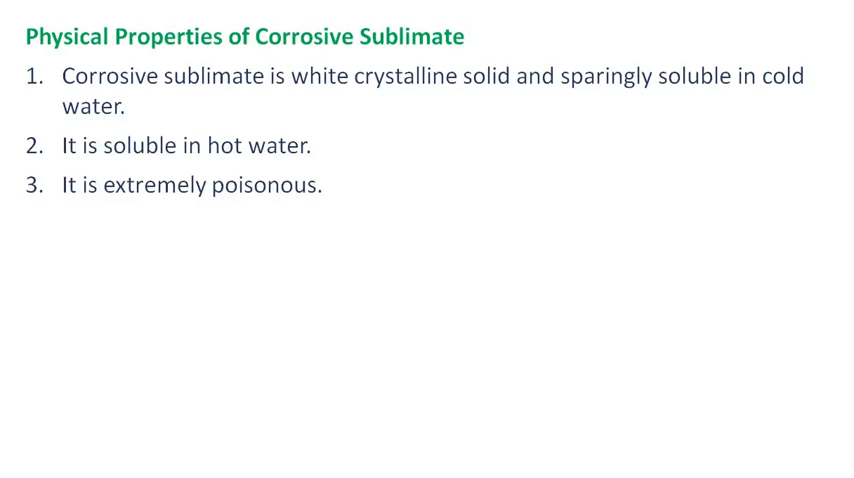 Physical Properties of Corrosive Sublimate
1. Corrosive sublimate is white crystalline solid and sparingly soluble in cold
water.
2. It is soluble in hot water.
3. It is extremely poisonous.